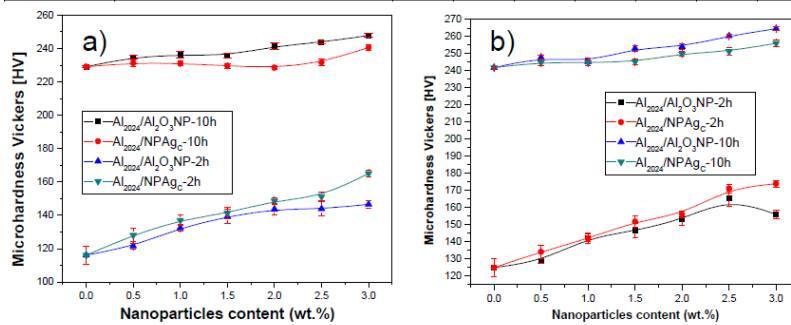 a)
Microhardness Vickers [HV]
260
240
220
200
180
160
140
120
100
Al2024/Al2O3NP-10h
Al2024/NPAgC-10h
Al2024/Al2O3NP-2h
Al2024/NPAgC-2h
0.0 0.5 1.0 1.5 2.0 2.5 3.0
Nanoparticles content (wt.%)
b)
Microhardness Vickers [HV]
270
260
250
240
230
220
210
200
190
180
170
160
150
140
130
120
Al2024/Al2O3NP-2h
Al2024/NPAgC-2h
Al2024/Al2O3NP-10h
Al2024/NPAgC-10h
0.0 0.5 1.0 1.5 2.0 2.5 3.0
Nanoparticles content (wt.%)